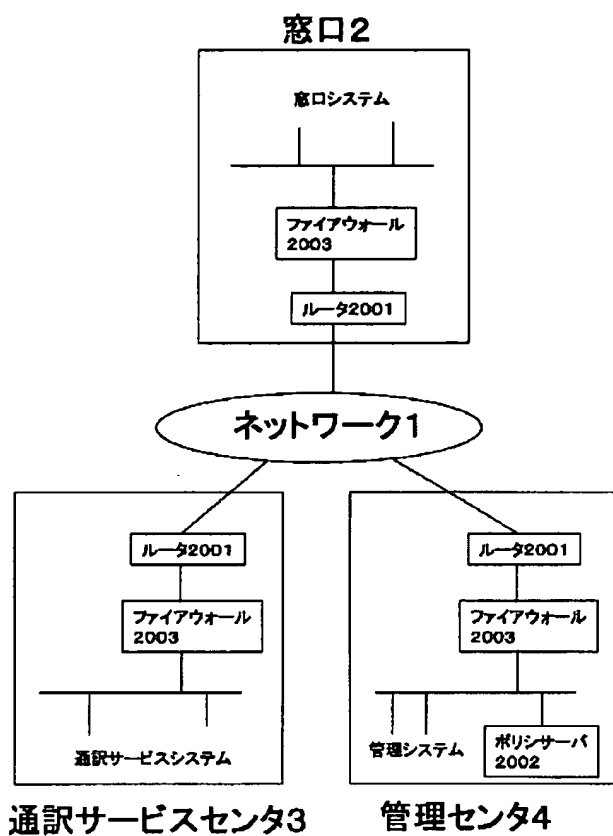 窓口2
窓口システム
ファイアウォール
2003
ルータ2001
ネットワーク1
ルータ2001
ファイアウォール
2003
通訳サービスシステム
通訳サービスセンタ3
ルータ2001
ファイアウォール
2003
管理システム
ポリシサーバ
2002
管理センタ4